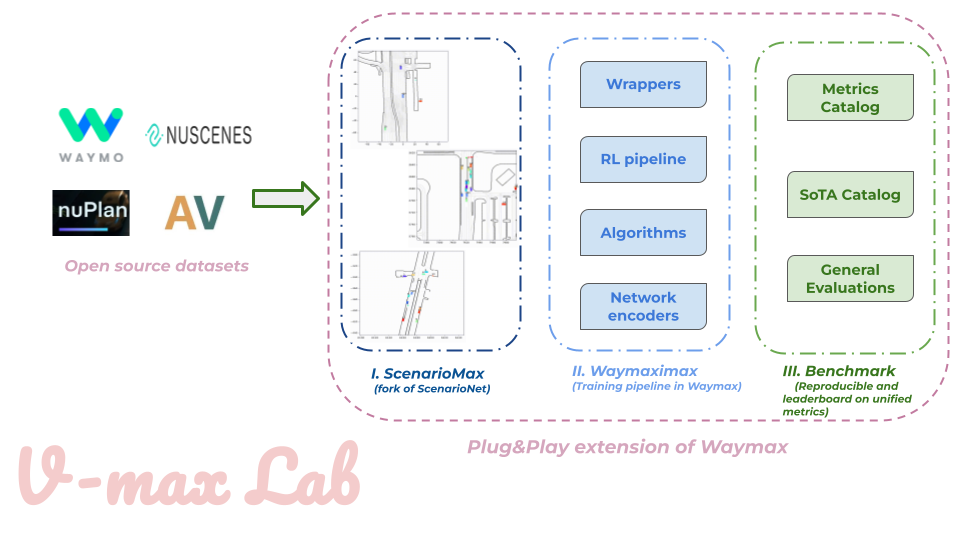 WAYMO
NUSCENES
nuPlan
AV
Open source datasets
I. ScenarioMax
(fork of ScenarioNet)
Wrappers
RL pipeline
Algorithms
Network
encoders
II. Waymaximax
(Training pipeline in Waymax)
Metrics
Catalog
SoTA Catalog
General
Evaluations
III. Benchmark
(Reproducible and
leaderboard on unified
metrics)
Plug&Play extension of Waymax
V-max Lab